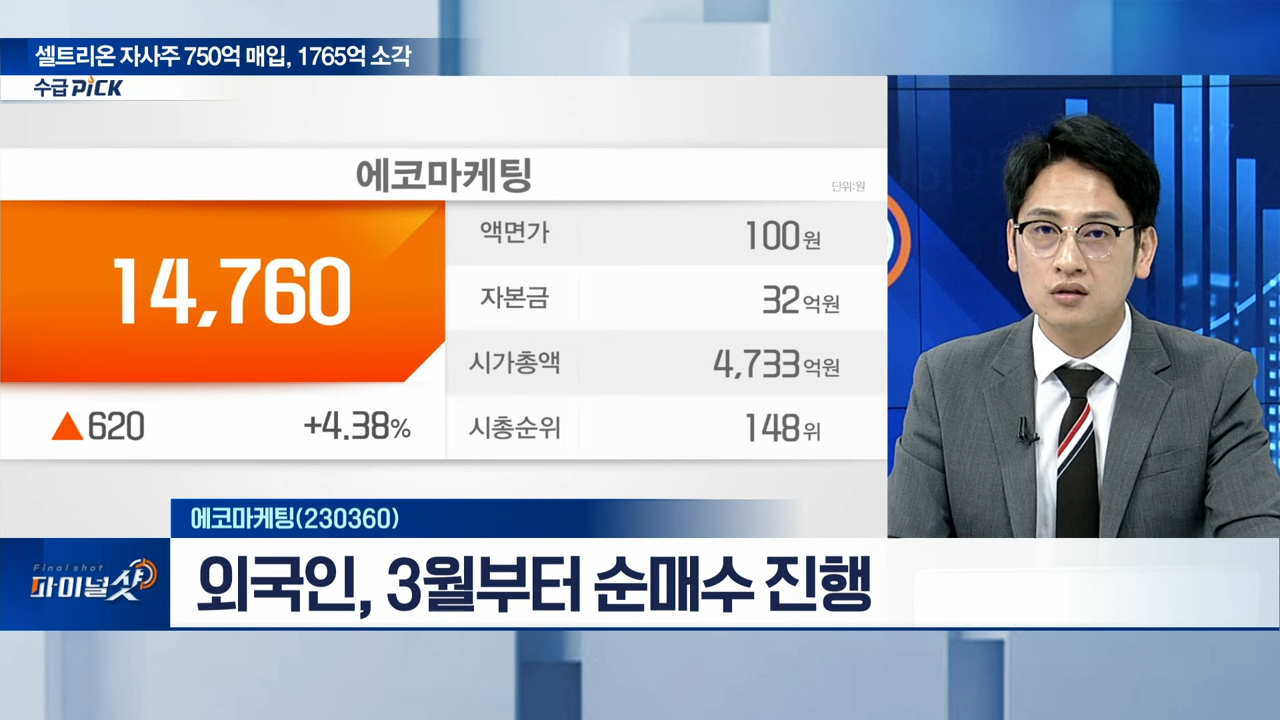 셀트리온 자사주 750억 매입, 1765억 소각
수급 PiCK
에코마케팅
단위:원
14,760
▲620 +4.38%
액면가 100원
자본금 32억원
시가총액 4,733억원
시총순위 148위
에코마케팅(230360)
Final shot
파이널샷
외국인, 3월부터 순매수 진행